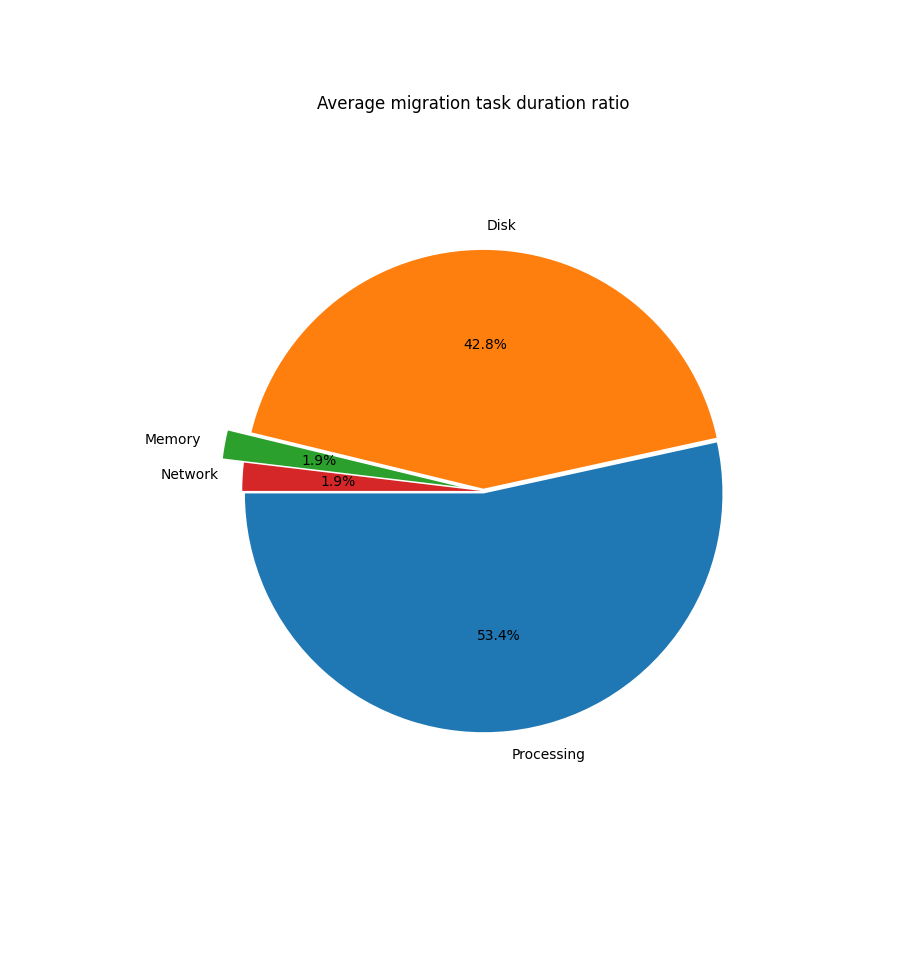 Average migration task duration ratio
Disk
42.8%
Memory
1.9%
Network
1.9%
53.4%
Processing